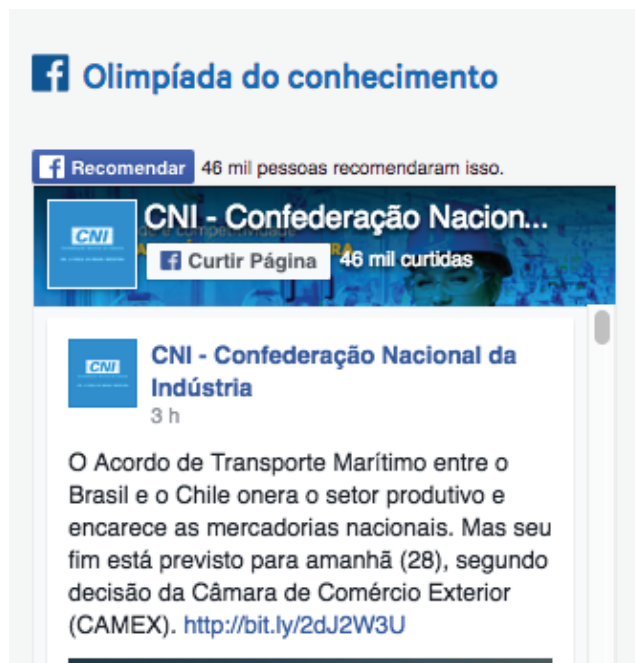 Olimpíada do conhecimento
Recomendar 46 mil pessoas recomendaram isso.
CNI CNI - Confederação Nacion...
Curtir Página 46 mil curtidas
CNI CNI - Confederação Nacional da
Indústria
3 h
O Acordo de Transporte Marítimo entre o
Brasil e o Chile onera o setor produtivo e
encarece as mercadorias nacionais. Mas seu
fim está previsto para amanhã (28), segundo
decisão da Câmara de Comércio Exterior
(CAMEX). http://bit.ly/2dJ2W3U